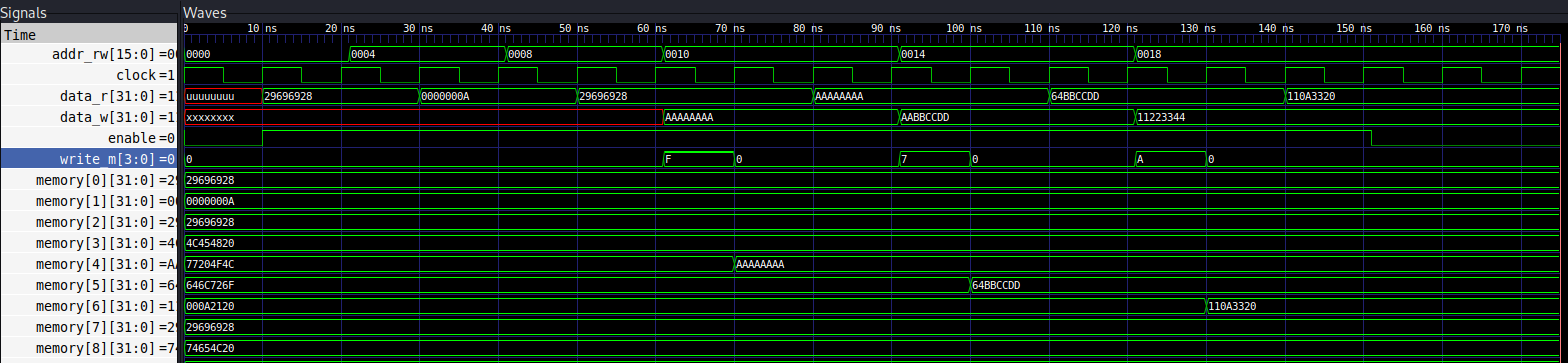 Signals Waves
Time 0 10 ns 20 ns 30 ns 40 ns 50 ns 60 ns 70 ns 80 ns 90 ns 100 ns 110 ns 120 ns 130 ns 140 ns 150 ns 160 ns 170 ns
addr_rw[15:0] =00 0000 0004 0008 0010 0014 0018
clock =1
data_r[31:0] =11 uuuuuuuu 29696928 0000000A 29696928 AAAAAAAA 64BBCCDD 110A3320
data_w[31:0] =11 xxxxxxxx AAAAAAAA AABBCCDD 11223344
enable =0
write_m[3:0] =0 0 F 0 7 0 A 0
memory[0][31:0] =29 29696928
memory[1][31:0] =00 0000000A
memory[2][31:0] =29 29696928
memory[3][31:0] =4C 4C454820
memory[4][31:0] =AA 77204F4C AAAAAAAA
memory[5][31:0] =64 646C726F 64BBCCDD
memory[6][31:0] =11 000A2120 110A3320
memory[7][31:0] =29 29696928
memory[8][31:0] =74 74654C20